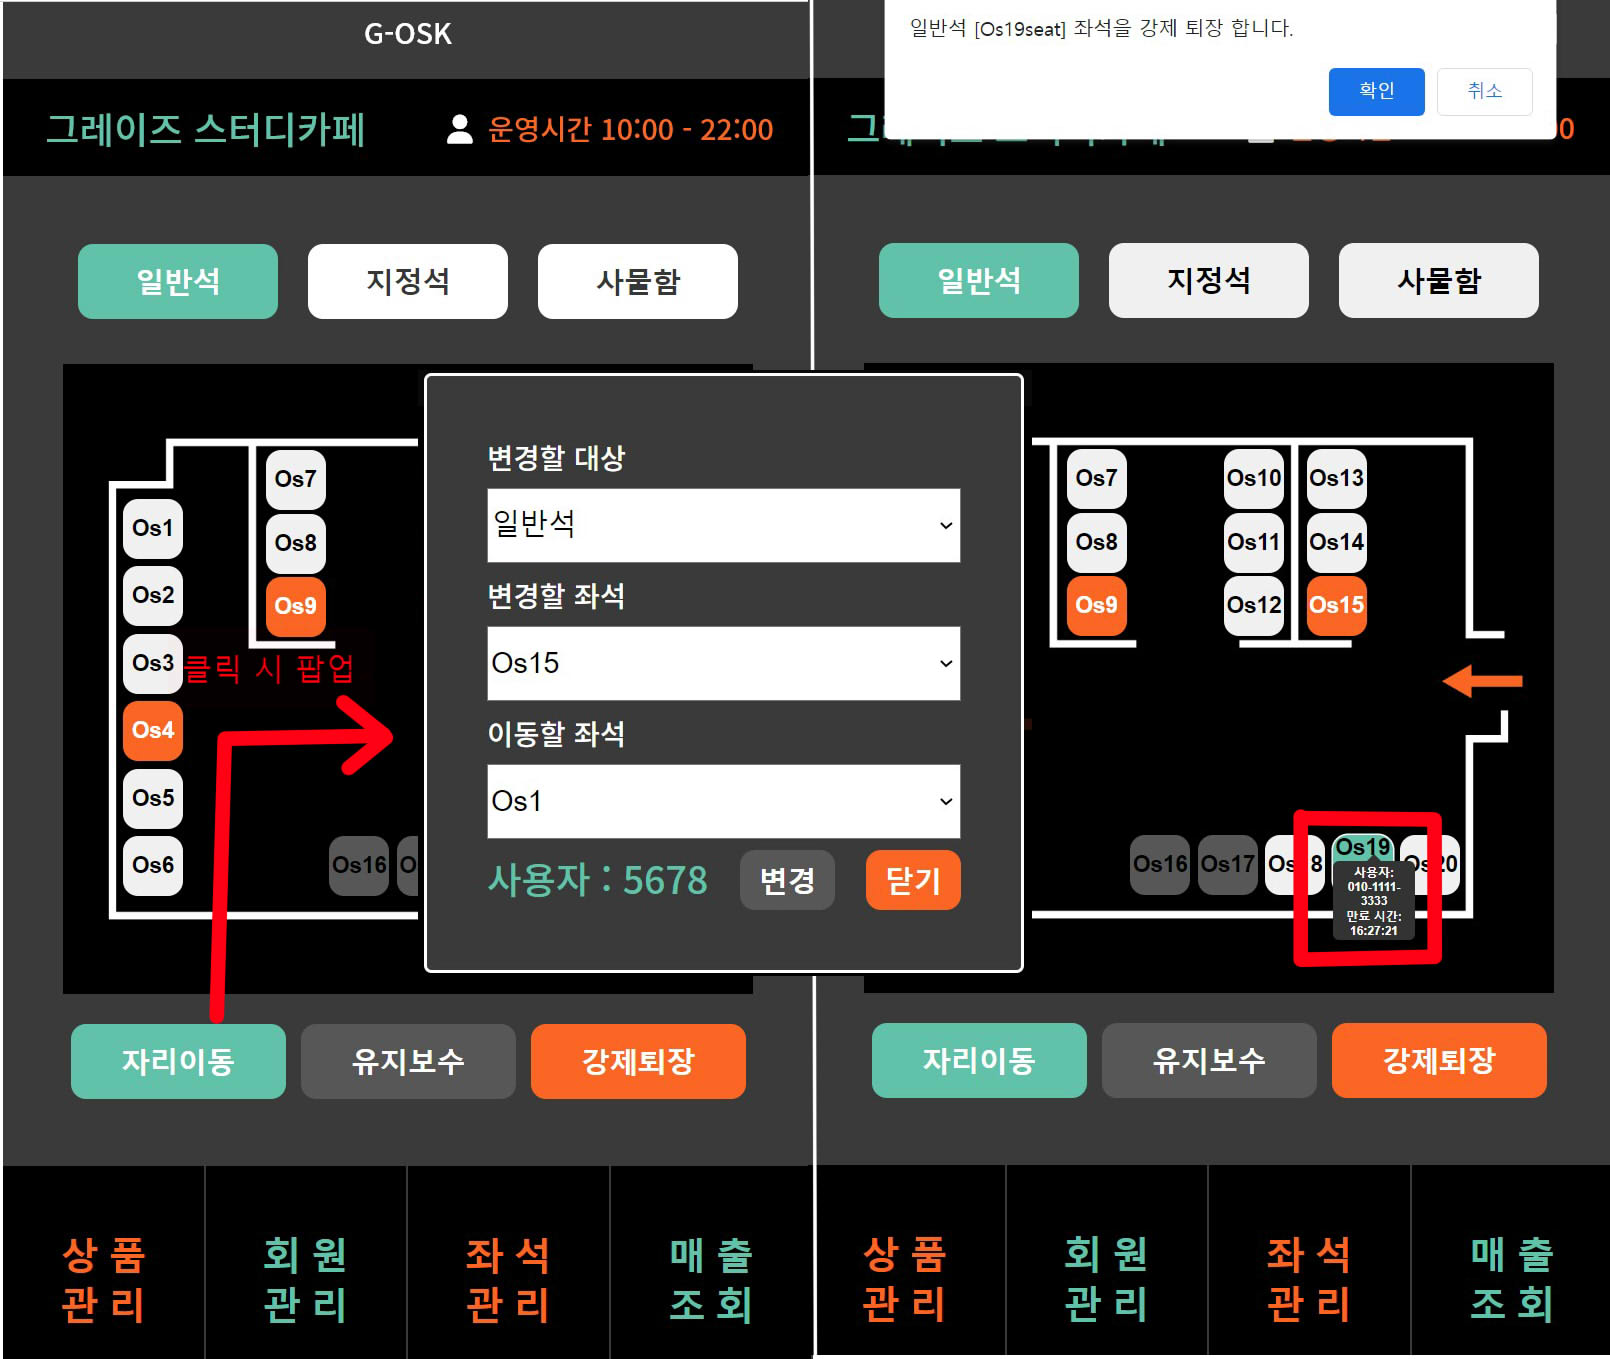 G-OSK
그레이즈 스터디카페
운영시간 10:00 - 22:00
일반석
지정석
사물함
Os1
Os2
Os3
Os4
Os5
Os6
Os7
Os8
Os9
클릭 시 팝업
Os16
변경할 대상
일반석
변경할 좌석
Os15
이동할 좌석
Os1
사용자 : 5678
변경
닫기
자리이동
유지보수
강제퇴장
상 품
관 리
회 원
관 리
좌 석
관 리
매 출
조 회
일반석 [Os19seat] 좌석을 강제 퇴장 합니다.
확인
취소
일반석
지정석
사물함
Os7
Os8
Os9
Os10
Os11
Os12
Os13
Os14
Os15
Os16
Os17
Os18
Os19
Os20
사용자:
010-1111-
3333
만료 시간:
16:27:21
자리이동
유지보수
강제퇴장
상 품
관 리
회 원
관 리
좌 석
관 리
매 출
조 회